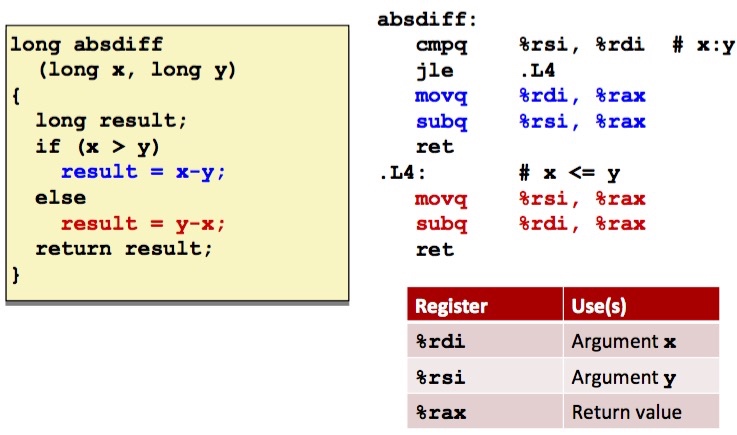 long absdiff
  (long x, long y)
{
  long result;
  if (x > y)
    result = x-y;
  else
    result = y-x;
  return result;
}
absdiff:
   cmpq    %rsi, %rdi  # x:y
   jle     .L4
   movq    %rdi, %rax
   subq    %rsi, %rax
   ret
.L4:       # x <= y
   movq    %rsi, %rax
   subq    %rdi, %rax
   ret
Register Use(s)
%rdi Argument x
%rsi Argument y
%rax Return value